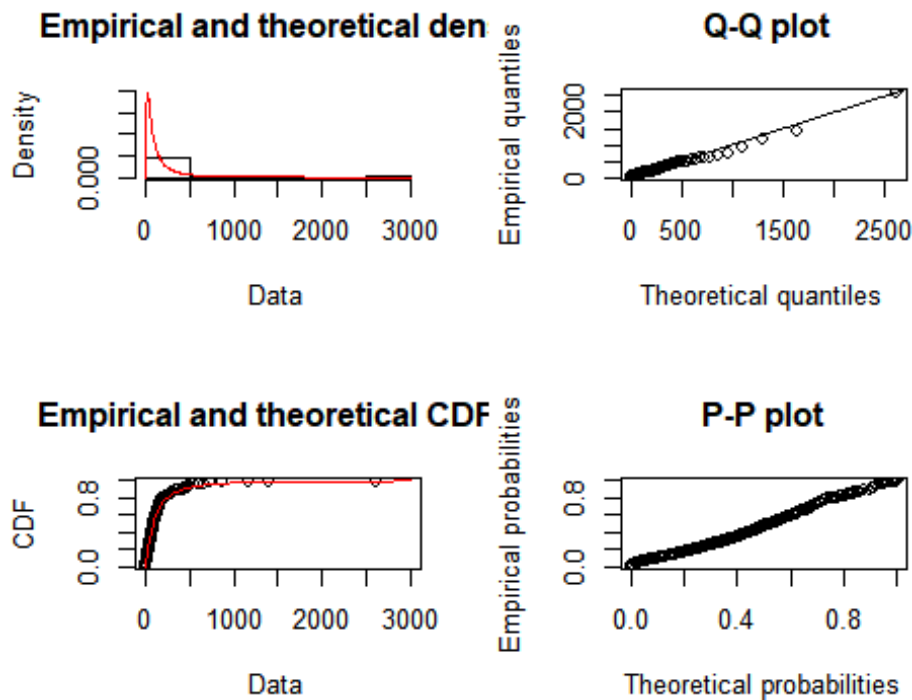 Empirical and theoretical den
Density
0.000
0 1000 2000 3000
Data
Q-Q plot
Empirical quantiles
0 2000
0 500 1500 2500
Theoretical quantiles
Empirical and theoretical CDF
CDF
0.0 0.8
0 1000 2000 3000
Data
P-P plot
Empirical probabilities
0.0 0.8
0.0 0.4 0.8
Theoretical probabilities